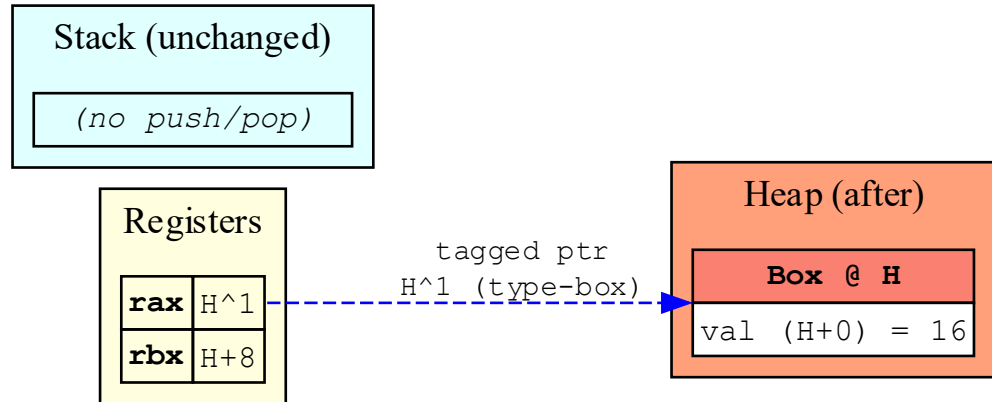 Stack (unchanged)
(no push/pop)
Registers
rax H^1
rbx H+8
tagged ptr
H^1 (type-box)
Heap (after)
Box @ H
val (H+0) = 16